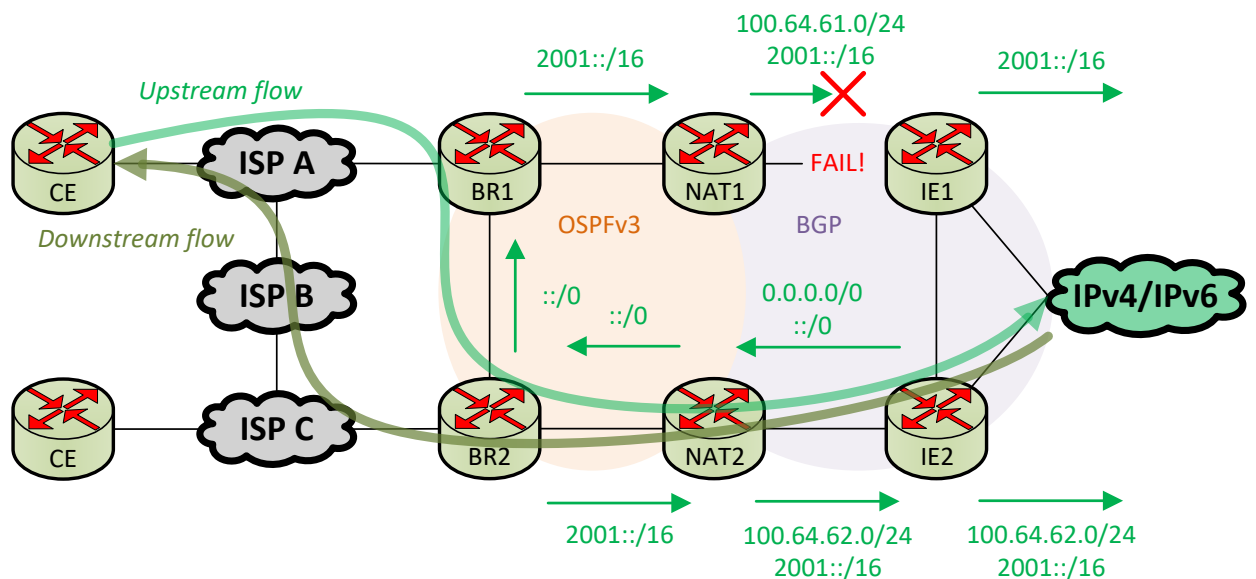 100.64.61.0/24
2001::/16
2001::/16
2001::/16
Upstream flow
CE
ISP A
BR1
NAT1
FAIL!
IE1
Downstream flow
OSPFv3
BGP
ISP B
::/0
::/0
0.0.0.0/0
::/0
IPv4/IPv6
CE
ISP C
BR2
NAT2
IE2
2001::/16
100.64.62.0/24
2001::/16
100.64.62.0/24
2001::/16